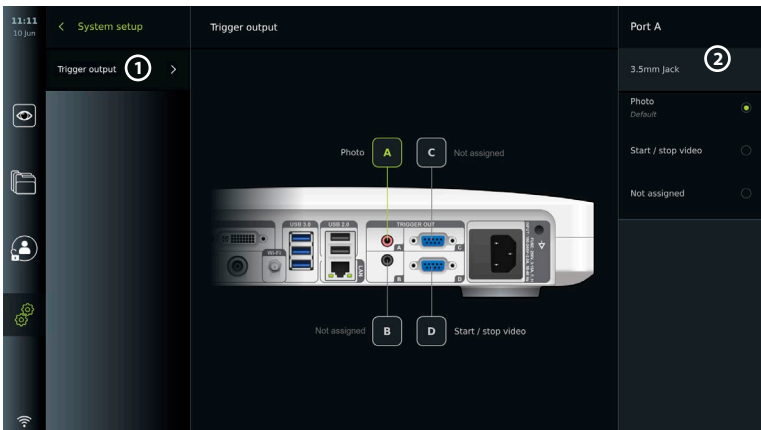 11:11
10 Jun
System setup
Trigger output
1
Trigger output
Photo
A
C
Not assigned
USB 3.0
USB 2.0
TRIGGER OUT
Wi-Fi
LAN
A
C
B
D
Not assigned
B
D
Start / stop video
Port A
3.5mm Jack
2
Photo
Default
Start / stop video
Not assigned